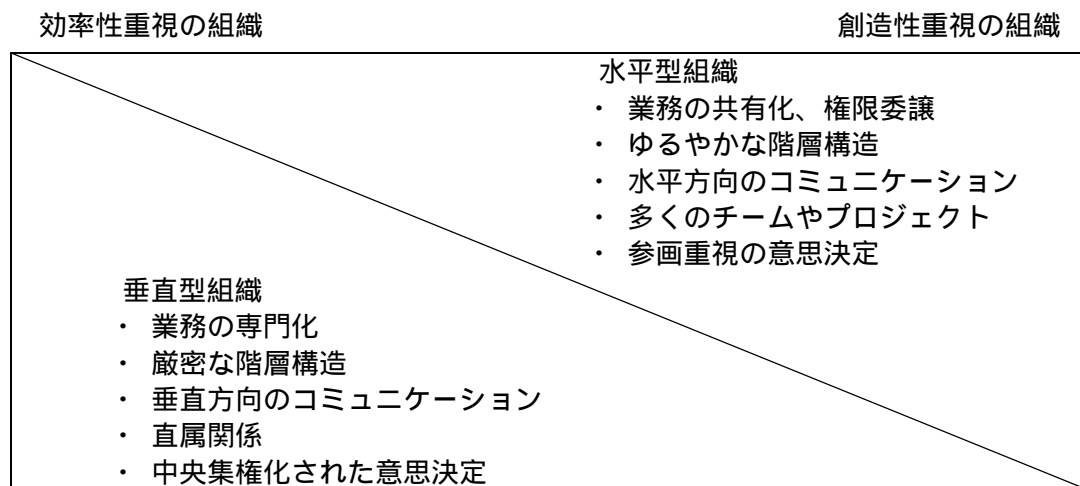 効率性重視の組織
創造性重視の組織
水平型組織
・ 業務の共有化、権限委譲
・ ゆるやかな階層構造
・ 水平方向のコミュニケーション
・ 多くのチームやプロジェクト
・ 参画重視の意思決定
垂直型組織
・ 業務の専門化
・ 厳密な階層構造
・ 垂直方向のコミュニケーション
・ 直属関係
・ 中央集権化された意思決定